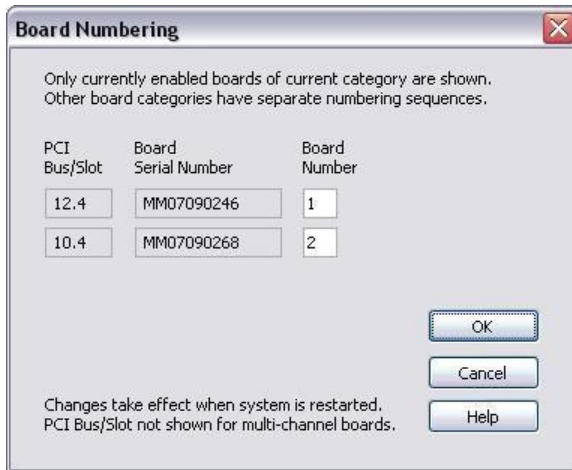 Board Numbering
Only currently enabled boards of current category are shown.
Other board categories have separate numbering sequences.
PCI Board Board
Bus/Slot Serial Number Number
12.4 MM07090246 1
10.4 MM07090268 2
OK
Cancel
Changes take effect when system is restarted.
PCI Bus/Slot not shown for multi-channel boards.
Help